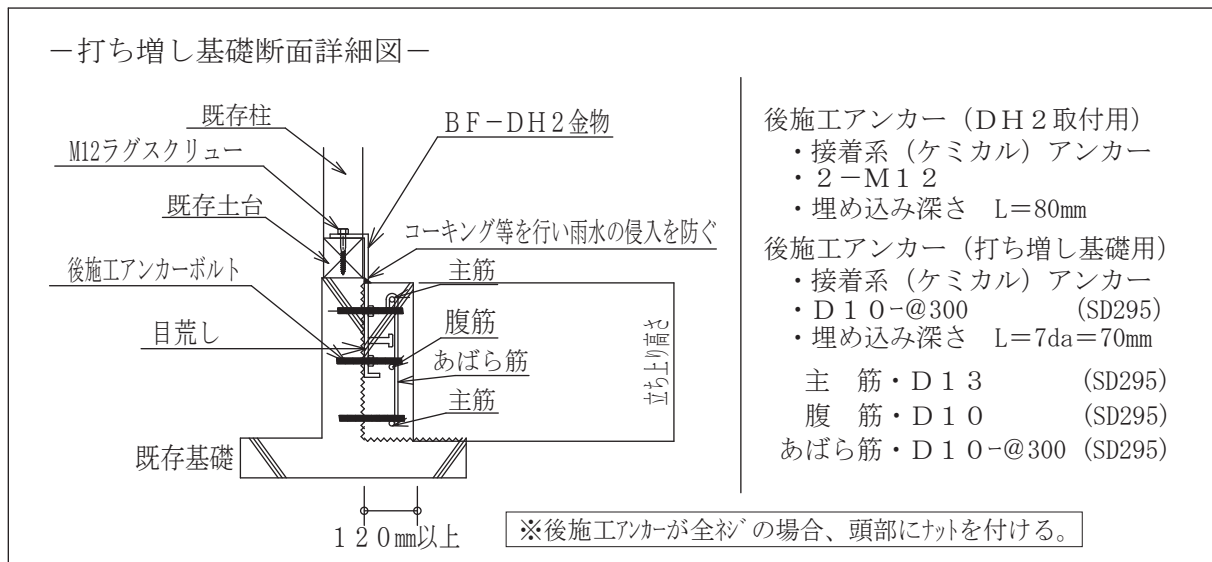 －打ち増し基礎断面詳細図－
既存柱
ＢＦ－ＤＨ２金物
M12ラグスクリュー
既存土台
コーキング等を行い雨水の侵入を防ぐ
後施工アンカーボルト
主筋
目荒し
腹筋
あばら筋
主筋
立ち上り高さ
既存基礎
１２０㎜以上
※後施工ｱﾝｶｰが全ﾈｼﾞの場合、頭部にﾅｯﾄを付ける。
後施工アンカー（ＤＨ２取付用）
・接着系（ケミカル）アンカー
・２－Ｍ１２
・埋め込み深さ　L＝80㎜
後施工アンカー（打ち増し基礎用）
・接着系（ケミカル）アンカー
・Ｄ１０-@300　(SD295)
・埋め込み深さ　L＝7da＝70㎜
主　筋・Ｄ１３　(SD295)
腹　筋・Ｄ１０　(SD295)
あばら筋・Ｄ１０-@300 (SD295)